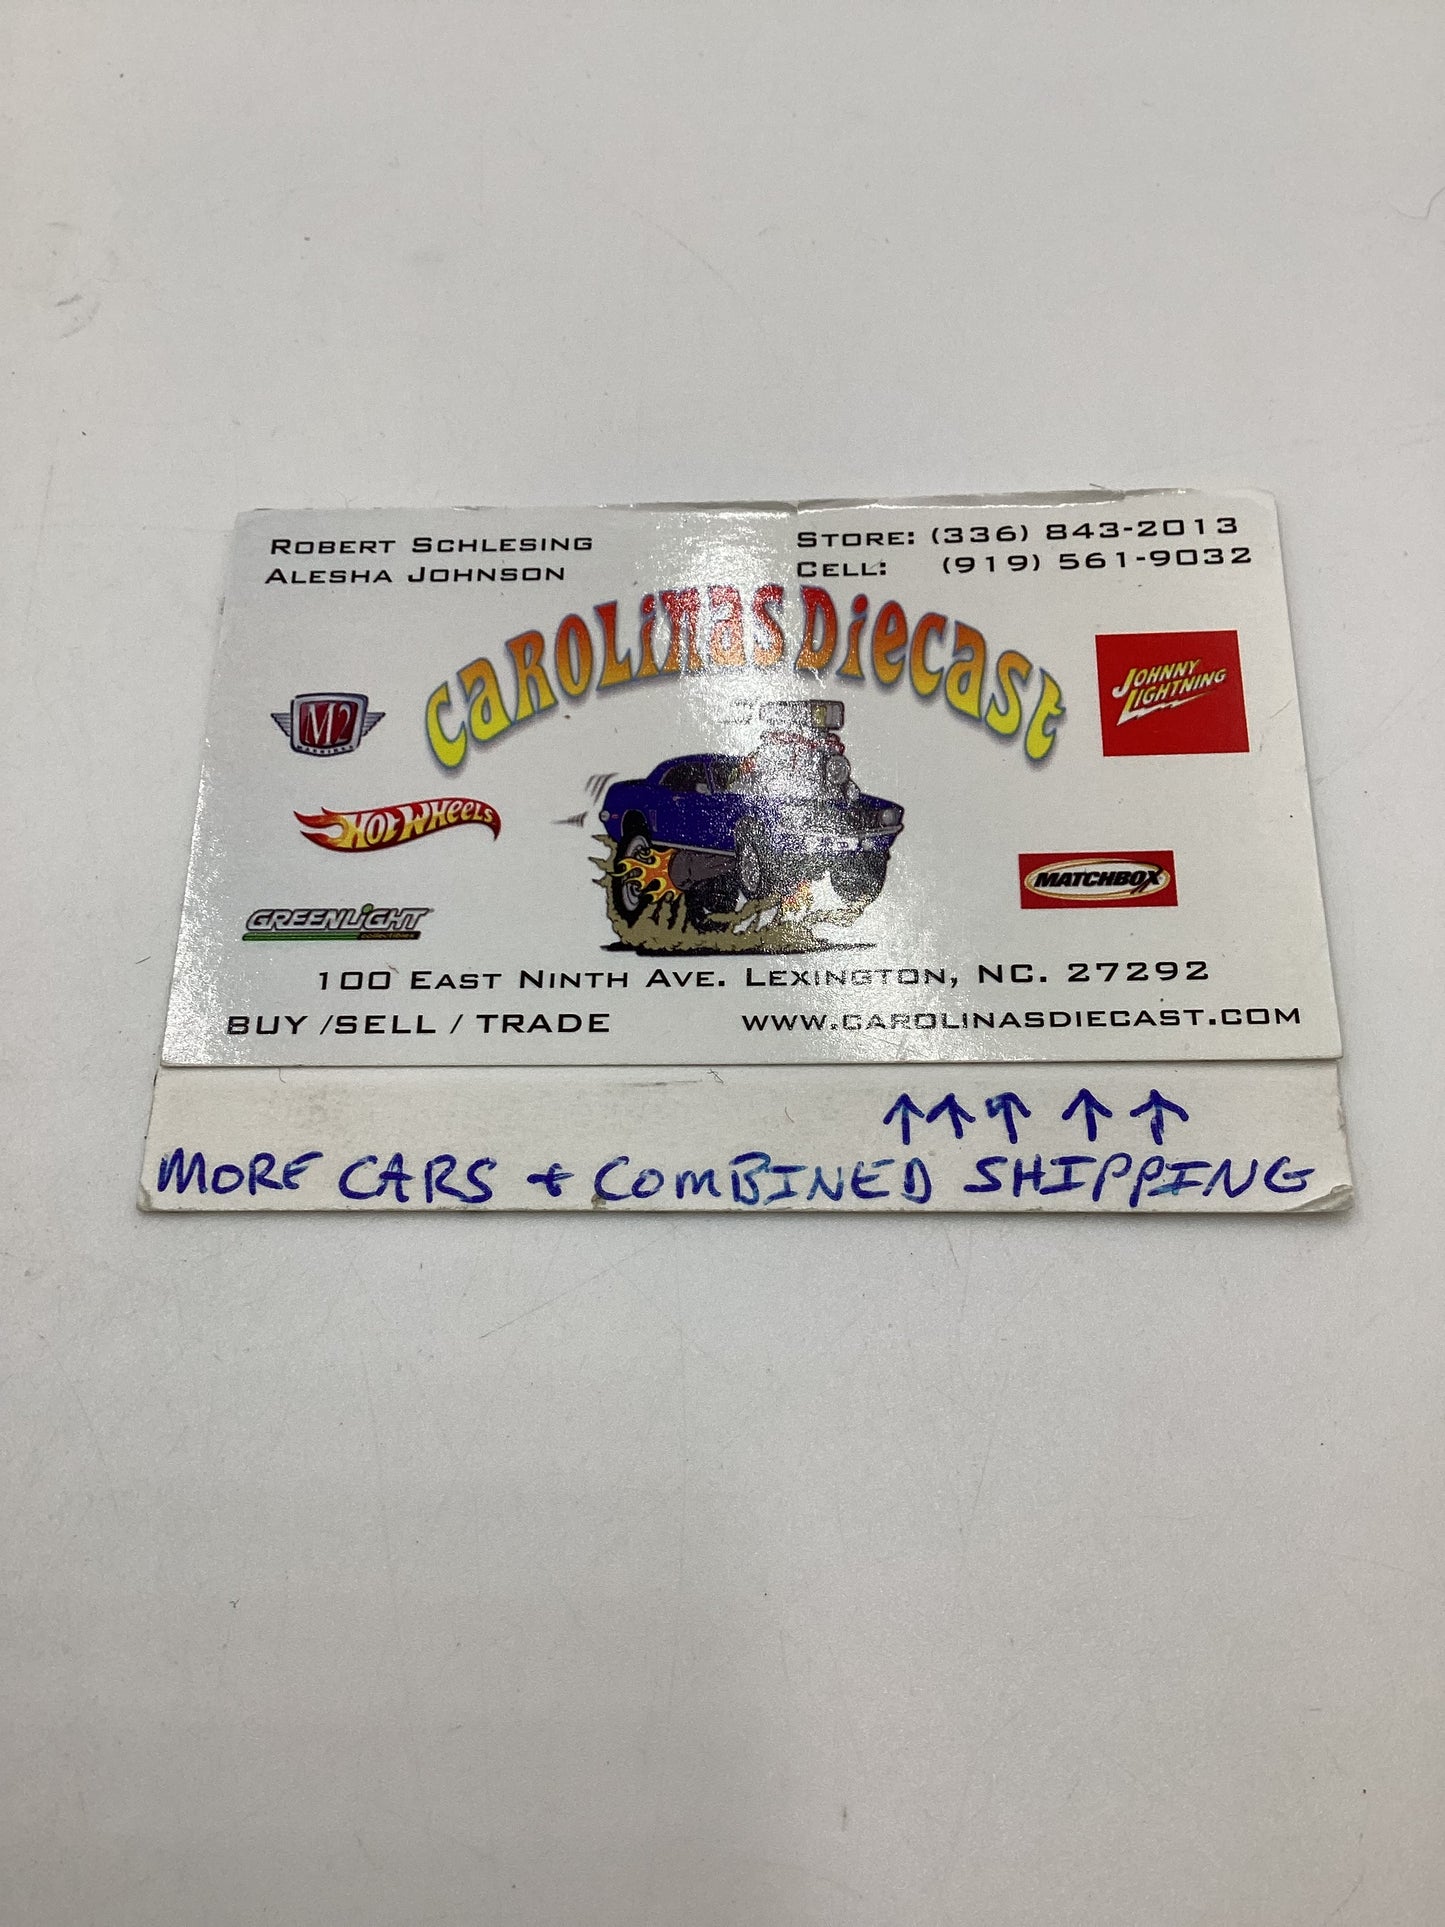 ROBERT SCHLESING
ALESHA JOHNSON
STORE: (336) 843-2013
CELL: (919) 561-9032
CAROLINAS DIECAST
M2
MACHINES
JOHNNY
LIGHTNING
HOT WHEELS
MATCHBOX
GREENLIGHT
collectibles
100 EAST NINTH AVE. LEXINGTON, NC. 27292
BUY /SELL / TRADE
WWW.CAROLINASDIECAST.COM
↑ ↑ ↑ ↑ ↑
MORE CARS + COMBINED SHIPPING